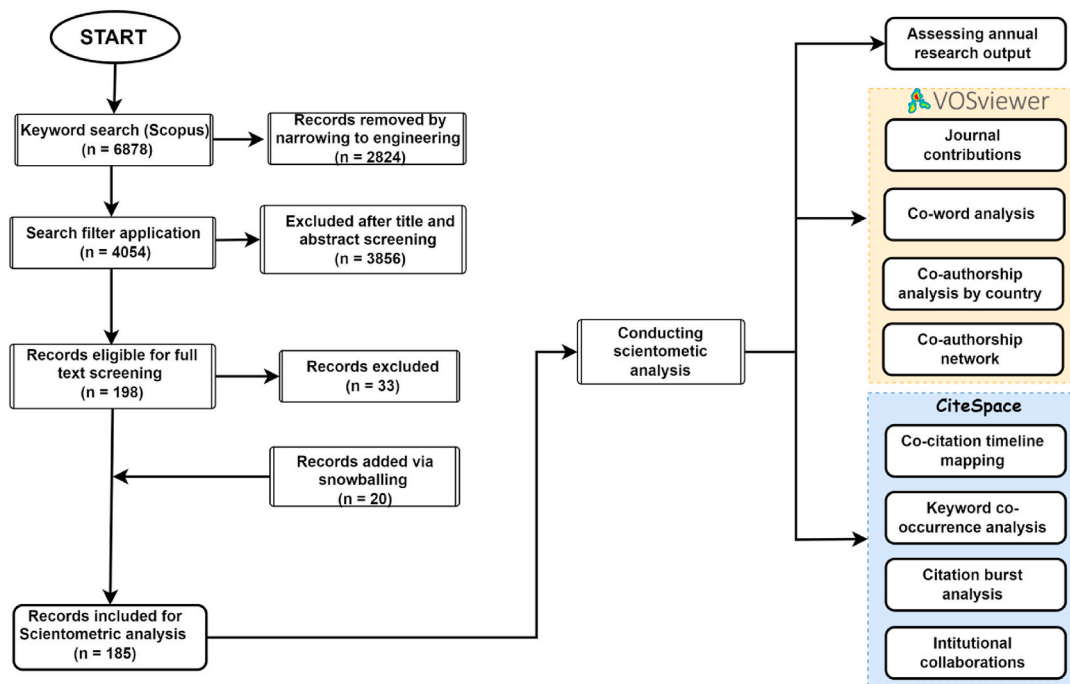 START
Keyword search (Scopus)
(n = 6878)
Records removed by
narrowing to engineering
(n = 2824)
Search filter application
(n = 4054)
Excluded after title and
abstract screening
(n = 3856)
Records eligible for full
text screening
(n = 198)
Records excluded
(n = 33)
Records added via
snowballing
(n = 20)
Records included for
Scientometric analysis
(n = 185)
Conducting
scientometic
analysis
Assessing annual
research output
VOSviewer
Journal
contributions
Co-word analysis
Co-authorship
analysis by country
Co-authorship
network
CiteSpace
Co-citation timeline
mapping
Keyword co-
occurrence analysis
Citation burst
analysis
Intitutional
collaborations